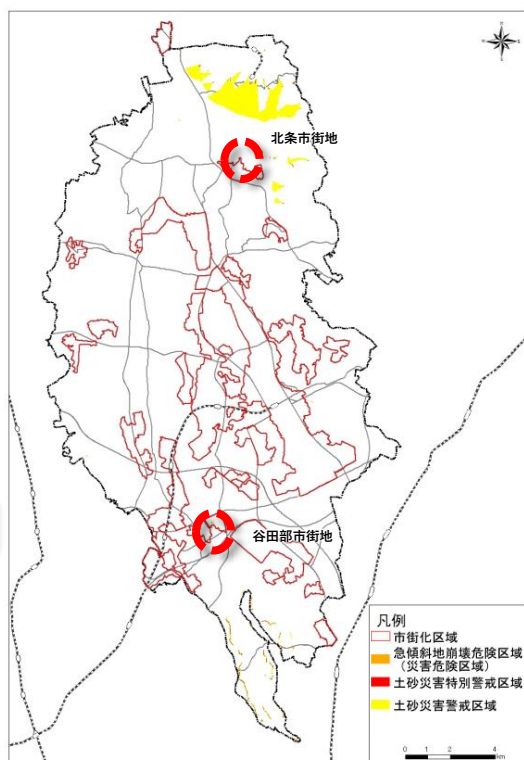 北条市街地
谷田部市街地
凡例
市街化区域
急傾斜地崩壊危険区域
（災害危険区域）
土砂災害特別警戒区域
土砂災害警戒区域
0 1 2 4
km